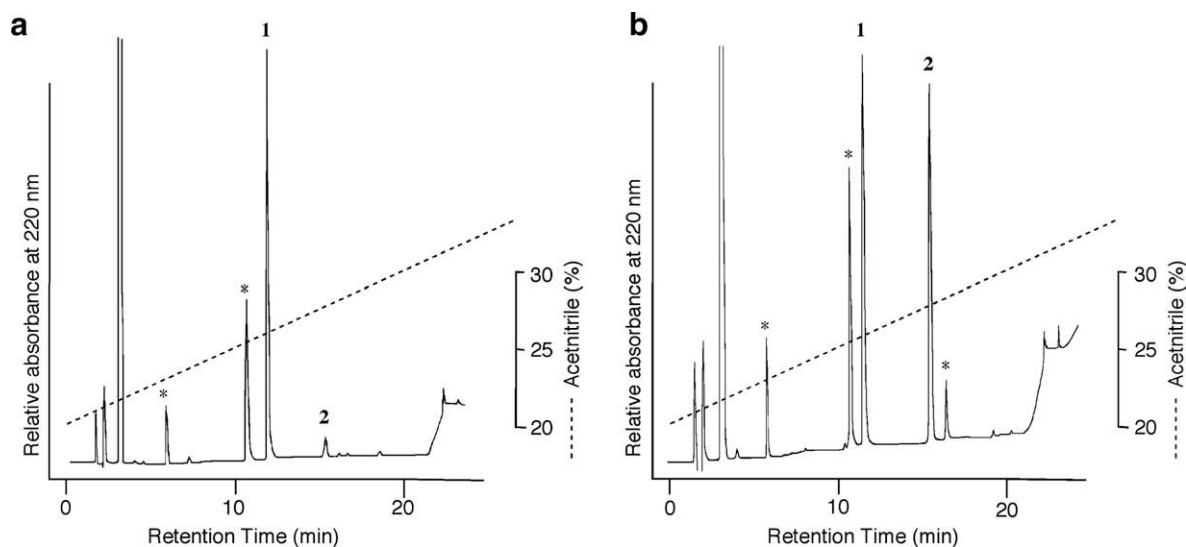 a
1
*
*
2
Relative absorbance at 220 nm
30
25
20
Acetnitrile (%)
0 10 20
Retention Time (min)
b
1
2
*
*
*
Relative absorbance at 220 nm
30
25
20
Acetnitrile (%)
0 10 20
Retention Time (min)